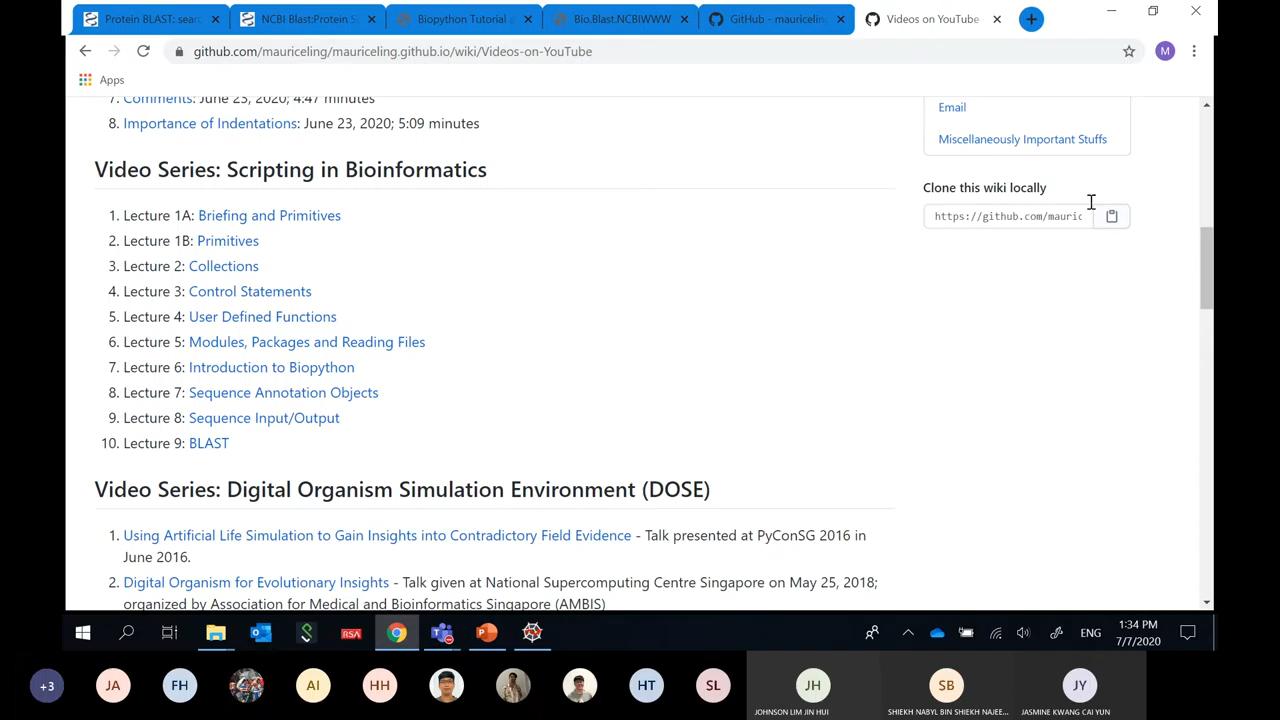 Protein BLAST: sear
NCBI Blast:Protein S
Biopython Tutorial a
Bio.Blast.NCBIWWW
GitHub - mauriceling
Videos on YouTube
github.com/mauriceling/mauriceling.github.io/wiki/Videos-on-YouTube
M
Apps
7. Comments: June 23, 2020; 4:47 minutes
8. Importance of Indentations: June 23, 2020; 5:09 minutes
Video Series: Scripting in Bioinformatics
1. Lecture 1A: Briefing and Primitives
2. Lecture 1B: Primitives
3. Lecture 2: Collections
4. Lecture 3: Control Statements
5. Lecture 4: User Defined Functions
6. Lecture 5: Modules, Packages and Reading Files
7. Lecture 6: Introduction to Biopython
8. Lecture 7: Sequence Annotation Objects
9. Lecture 8: Sequence Input/Output
10. Lecture 9: BLAST
Video Series: Digital Organism Simulation Environment (DOSE)
1. Using Artificial Life Simulation to Gain Insights into Contradictory Field Evidence - Talk presented at PyConSG 2016 in
June 2016.
2. Digital Organism for Evolutionary Insights - Talk given at National Supercomputing Centre Singapore on May 25, 2018;
organized by Association for Medical and Bioinformatics Singapore (AMBIS)
Email
Miscellaneously Important Stuffs
Clone this wiki locally
https://github.com/mauric
RSA
ENG
1:34 PM
7/7/2020
+3
JA
FH
AI
HH
HT
SL
JH
JOHNSON LIM JIN HUI
SB
SHIEKH NABYL BIN SHIEKH NAJEE...
JY
JASMINE KWANG CAI YUN